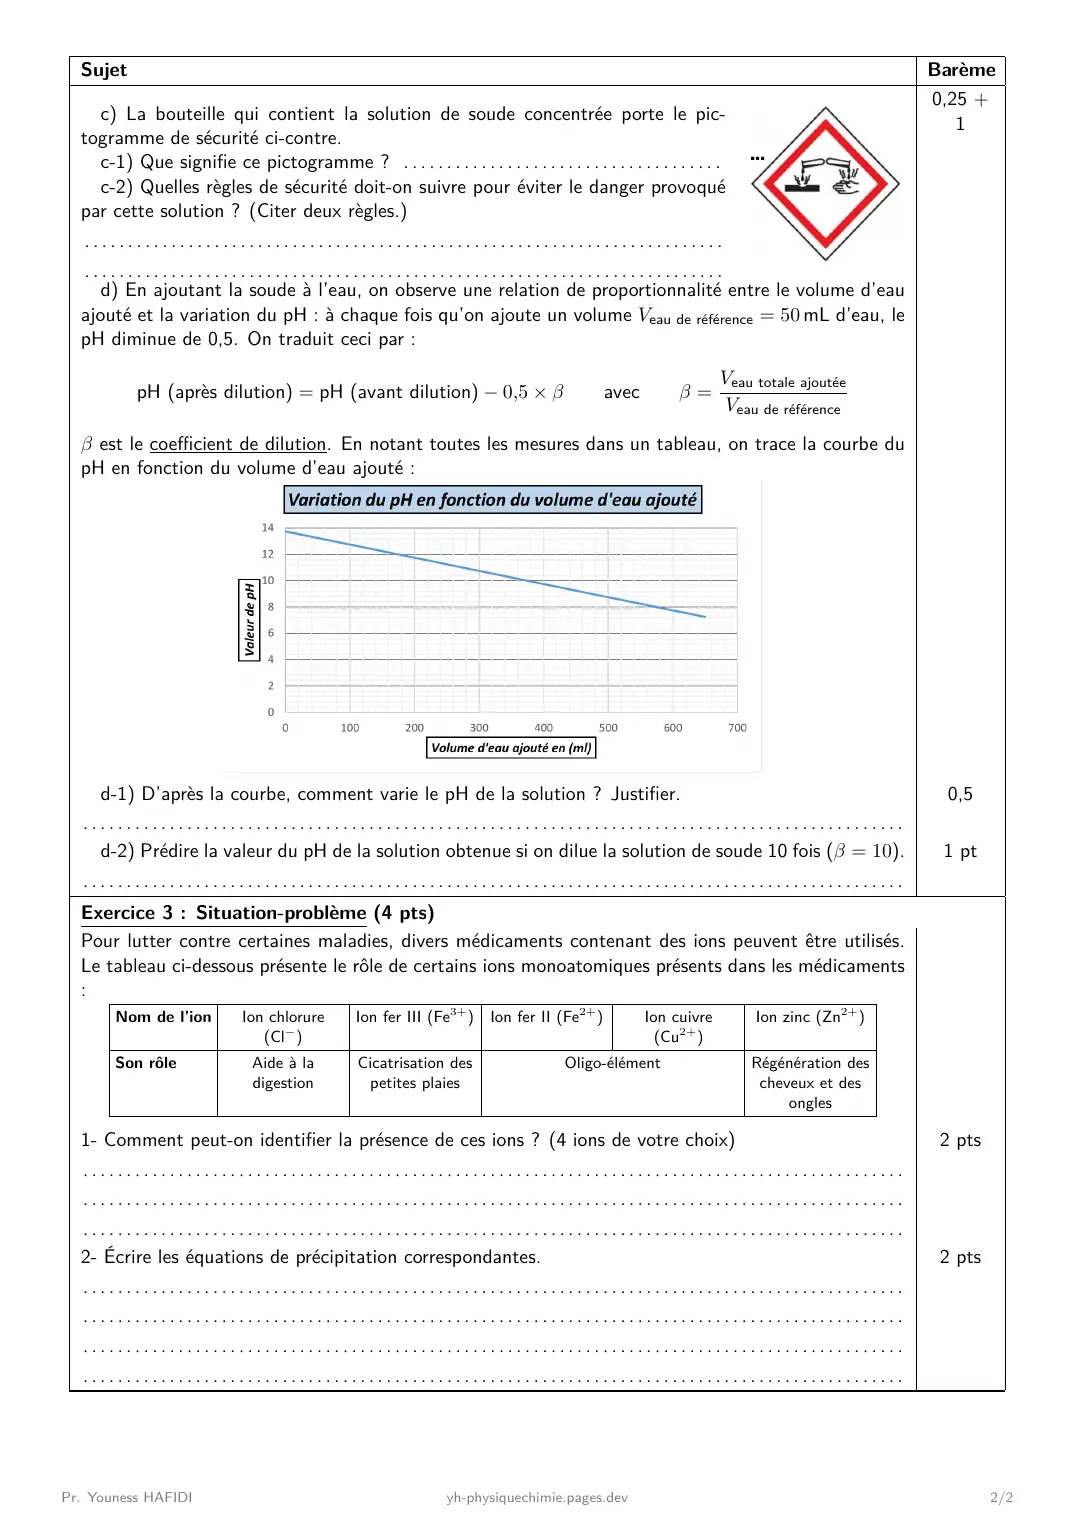 Sujet
Barème
c) La bouteille qui contient la solution de soude concentrée porte le pic-
togramme de sécurité ci-contre.
0,25 +
1
c-1) Que signifie ce pictogramme ? .....................................
...
c-2) Quelles règles de sécurité doit-on suivre pour éviter le danger provoqué
par cette solution ? (Citer deux règles.)
..........................................................................
..........................................................................
d) En ajoutant la soude à l'eau, on observe une relation de proportionnalité entre le volume d'eau
ajouté et la variation du pH : à chaque fois qu'on ajoute un volume Veau de référence = 50 mL d'eau, le
pH diminue de 0,5. On traduit ceci par :
pH (après dilution) = pH (avant dilution) − 0,5 × β avec β = Veau totale ajoutée / Veau de référence
β est le coefficient de dilution. En notant toutes les mesures dans un tableau, on trace la courbe du
pH en fonction du volume d'eau ajouté :
Variation du pH en fonction du volume d'eau ajouté
Valeur de pH
14
12
10
8
6
4
2
0
0 100 200 300 400 500 600 700
Volume d'eau ajouté en (ml)
d-1) D'après la courbe, comment varie le pH de la solution ? Justifier.
0,5
...............................................................................................
d-2) Prédire la valeur du pH de la solution obtenue si on dilue la solution de soude 10 fois (β = 10).
1 pt
...............................................................................................
Exercice 3 : Situation-problème (4 pts)
Pour lutter contre certaines maladies, divers médicaments contenant des ions peuvent être utilisés.
Le tableau ci-dessous présente le rôle de certains ions monoatomiques présents dans les médicaments
:
Nom de l'ion
Ion chlorure
(Cl⁻)
Ion fer III (Fe³⁺)
Ion fer II (Fe²⁺)
Ion cuivre
(Cu²⁺)
Ion zinc (Zn²⁺)
Son rôle
Aide à la
digestion
Cicatrisation des
petites plaies
Oligo-élément
Régénération des
cheveux et des
ongles
1- Comment peut-on identifier la présence de ces ions ? (4 ions de votre choix)
2 pts
...............................................................................................
...............................................................................................
...............................................................................................
2- Écrire les équations de précipitation correspondantes.
2 pts
...............................................................................................
...............................................................................................
...............................................................................................
...............................................................................................
Pr. Youness HAFIDI
yh-physiquechimie.pages.dev
2/2